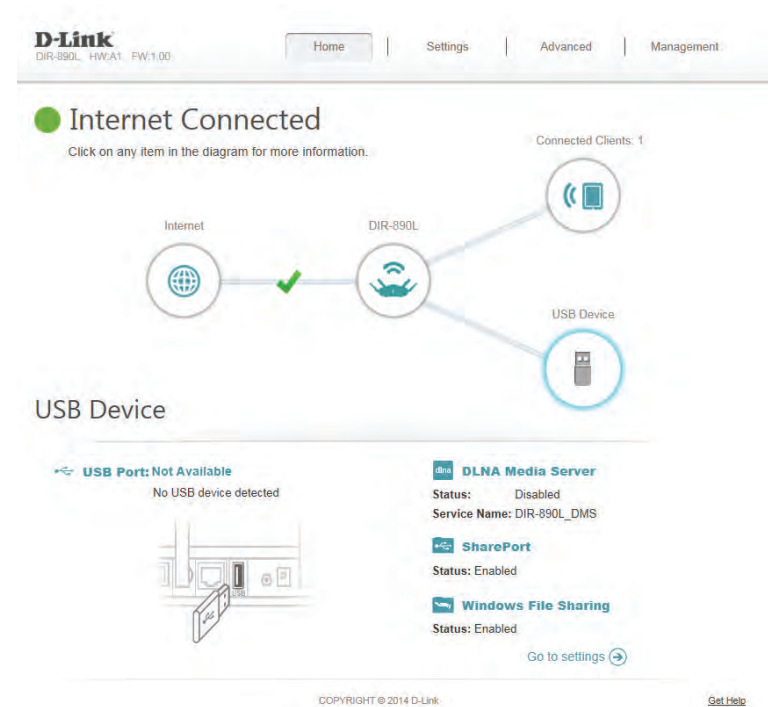 D-Link
DIR-890L HW:A1 FW:1.00
Home
Settings
Advanced
Management
Internet Connected
Click on any item in the diagram for more information.
Connected Clients: 1
Internet
DIR-890L
USB Device
USB Device
USB Port: Not Available
No USB device detected
USB
dlna DLNA Media Server
Status: Disabled
Service Name: DIR-890L_DMS
SharePort
Status: Enabled
Windows File Sharing
Status: Enabled
Go to settings
COPYRIGHT © 2014 D-Link
Get Help